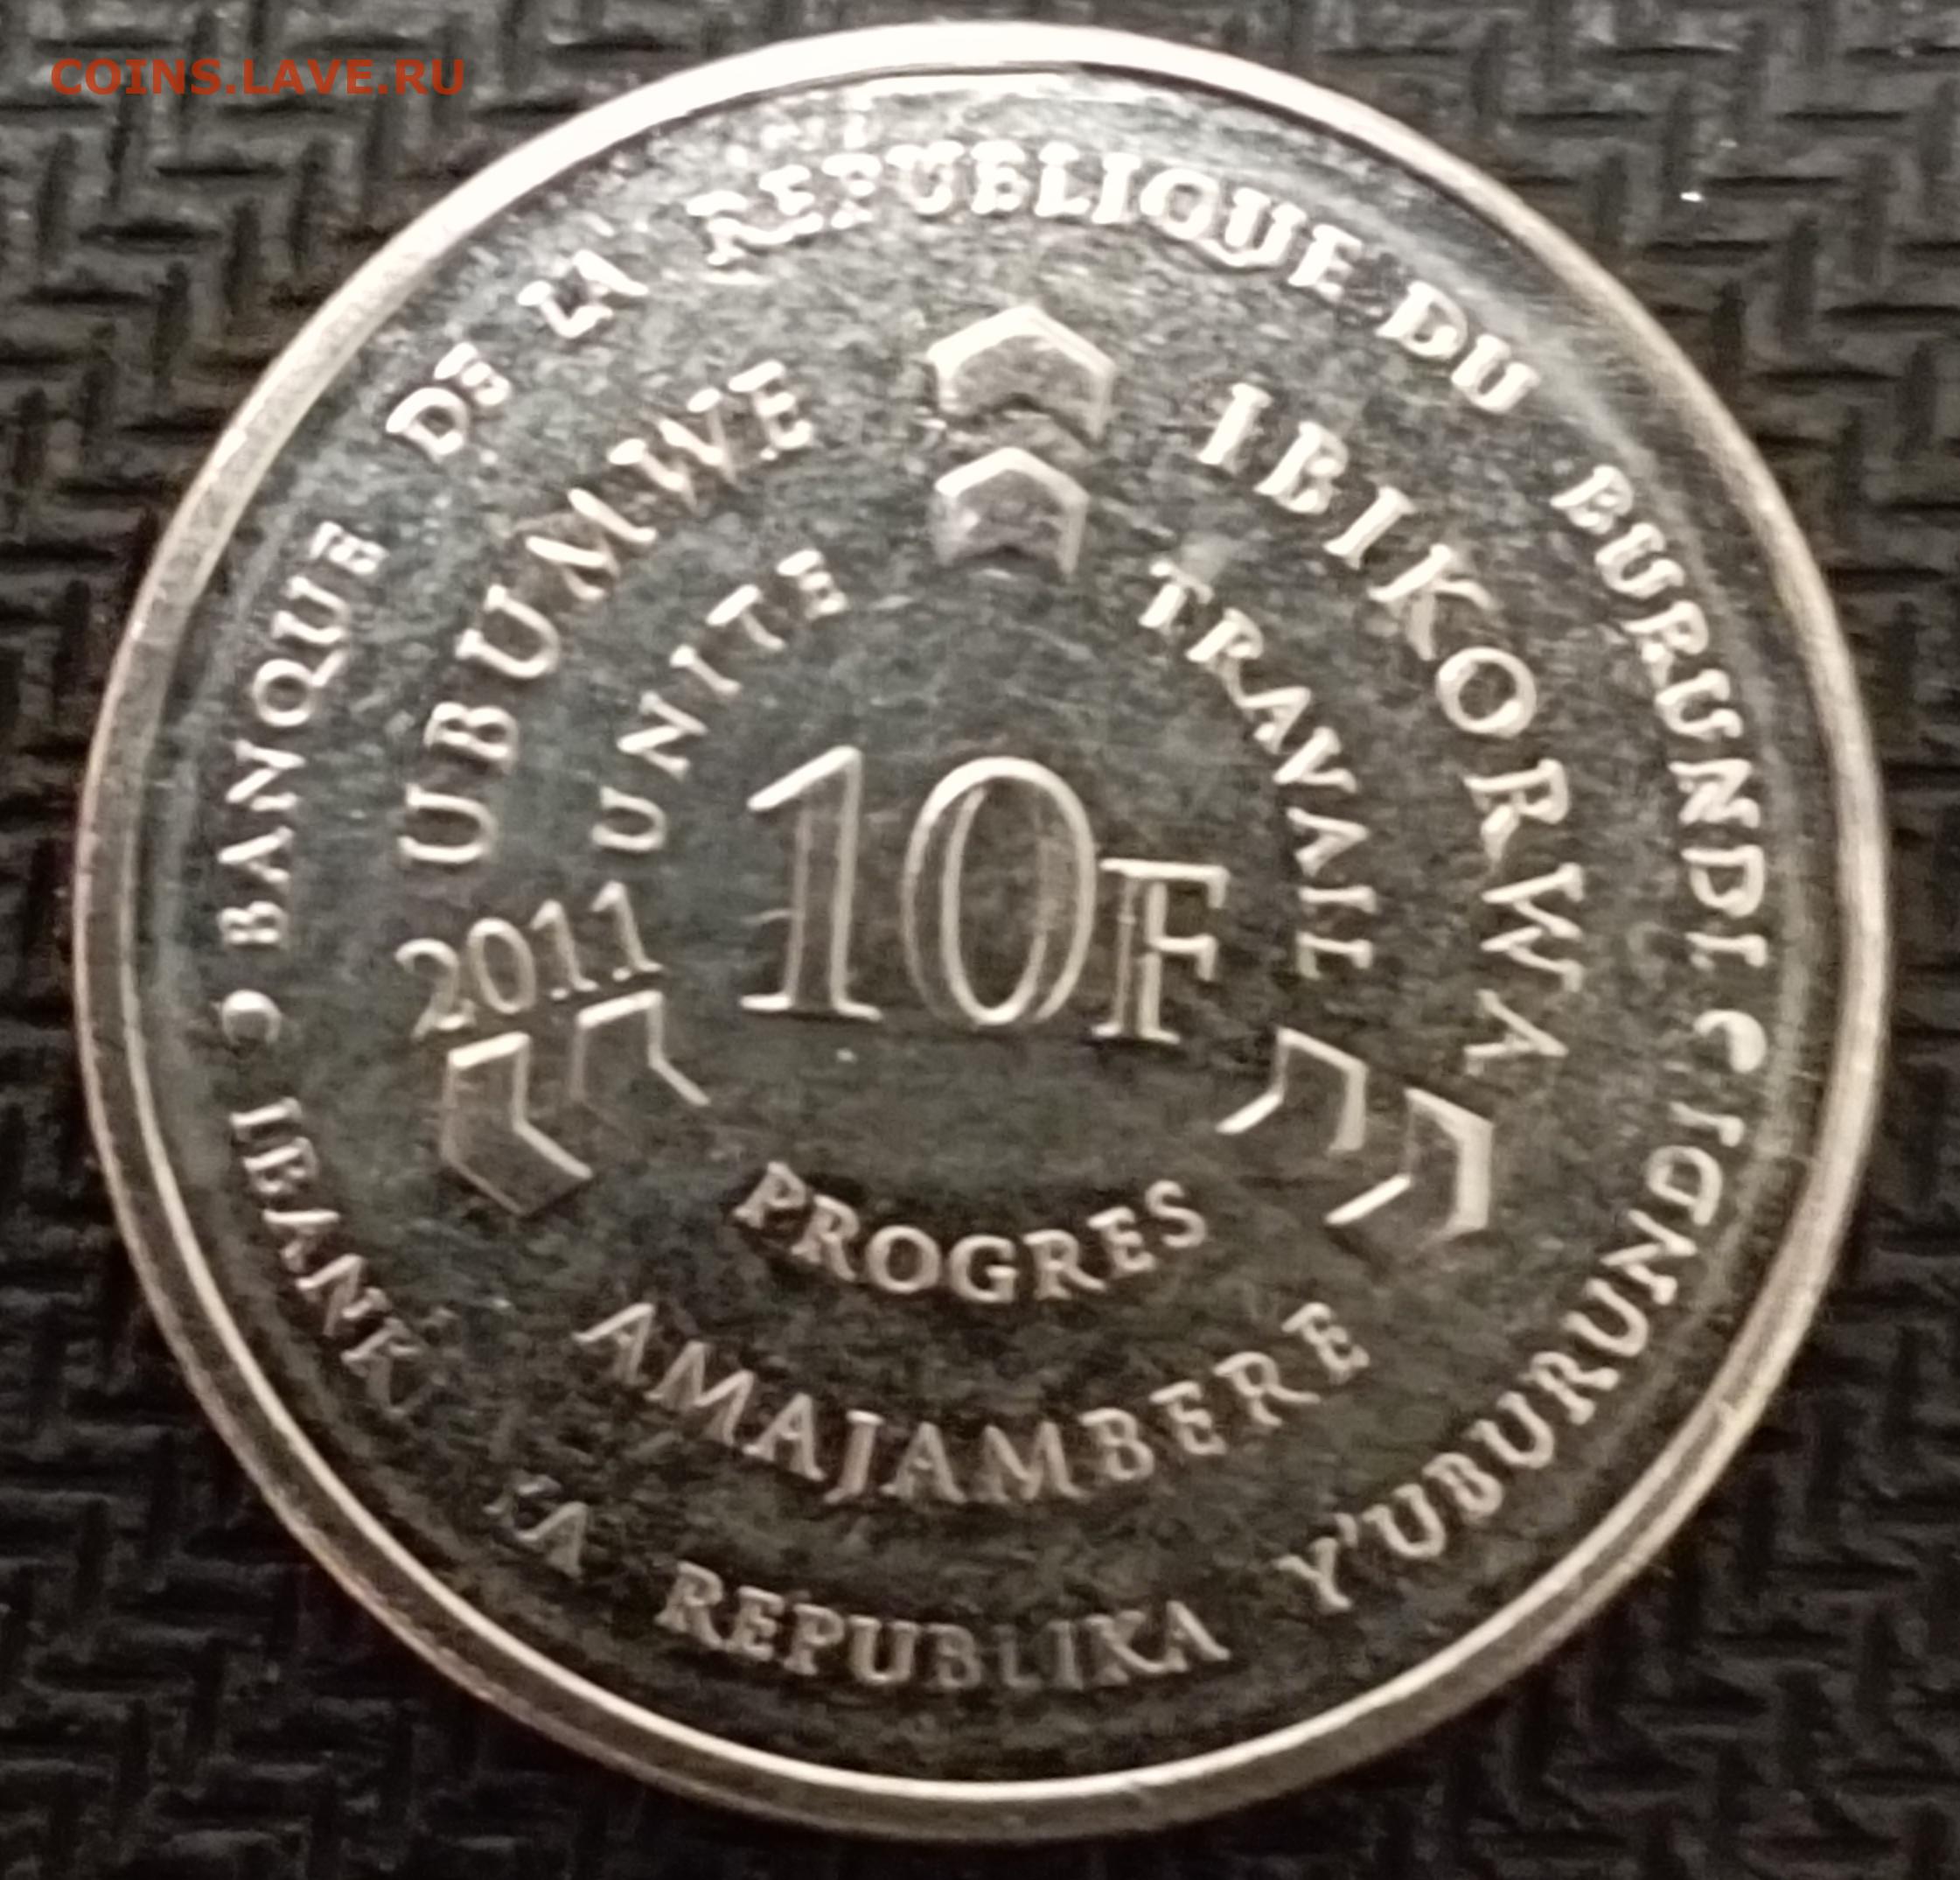 COINS.LAVE.RU
BANQUE DE LA REPUBLIQUE DU BURUNDI
UBUMWE
IBIKORWA
UNITE
TRAVAIL
2011
10F
PROGRES
AMAJAMBERE
IBANKI YA REPUBLIKA Y'UBURUNDI